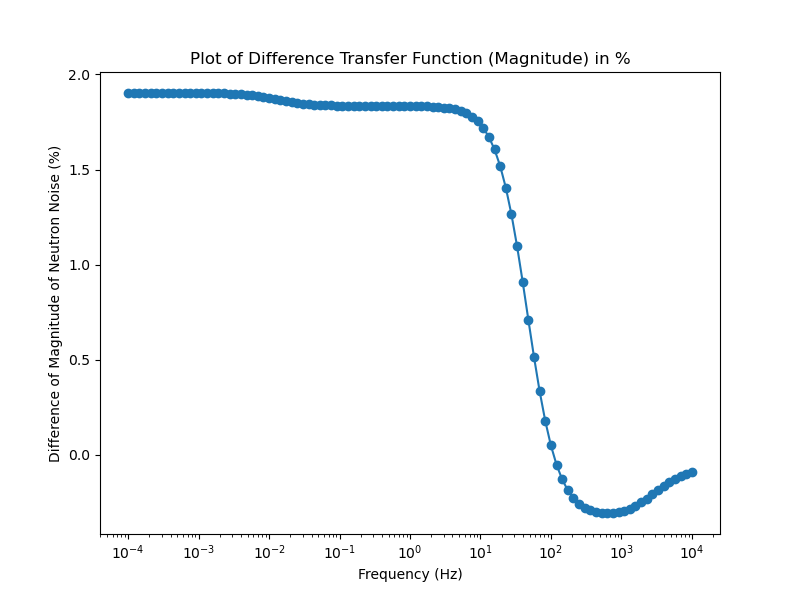 Plot of Difference Transfer Function (Magnitude) in %
Difference of Magnitude of Neutron Noise (%)
2.0
1.5
1.0
0.5
0.0
10⁻⁴ 10⁻³ 10⁻² 10⁻¹ 10⁰ 10¹ 10² 10³ 10⁴
Frequency (Hz)